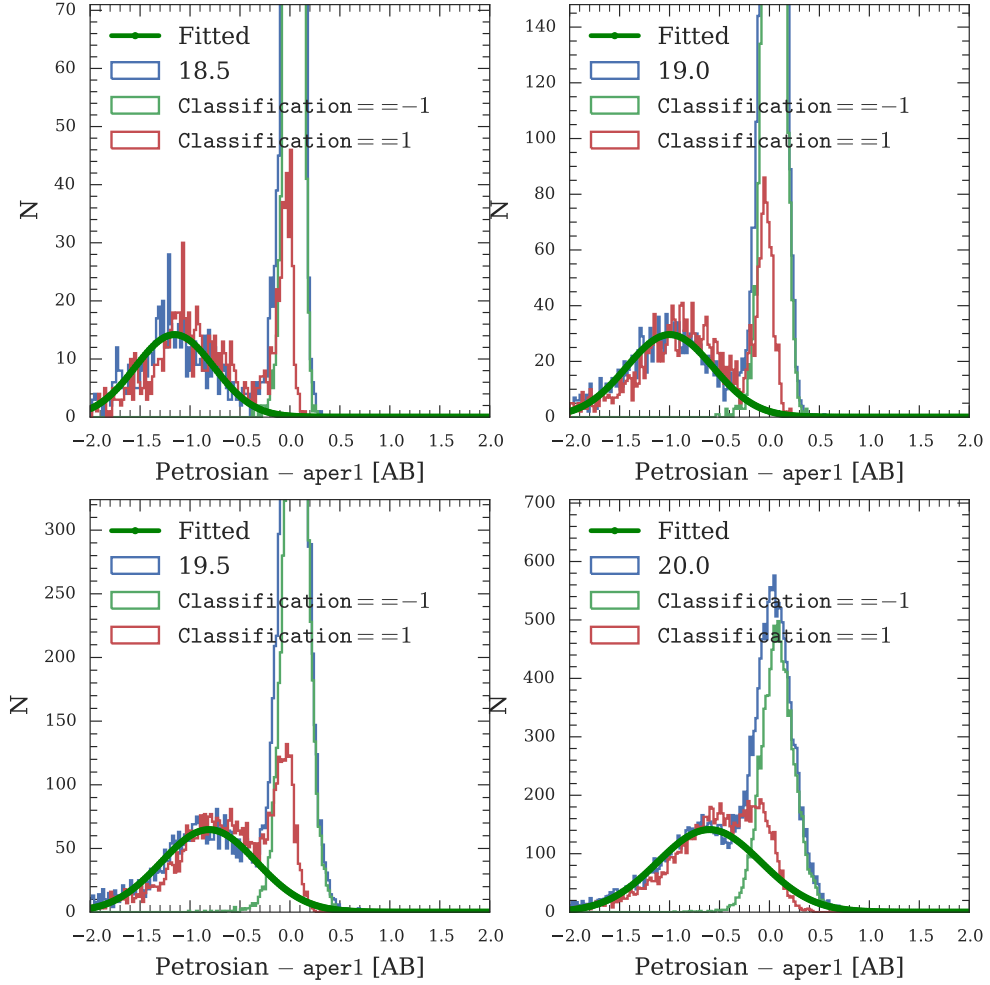 70
60
50
40
30
20
10
0
N
Fitted
18.5
Classification==−1
Classification==1
−2.0 −1.5 −1.0 −0.5 0.0 0.5 1.0 1.5 2.0
Petrosian − aper1 [AB]
140
120
100
80
60
40
20
0
N
Fitted
19.0
Classification==−1
Classification==1
−2.0 −1.5 −1.0 −0.5 0.0 0.5 1.0 1.5 2.0
Petrosian − aper1 [AB]
300
250
200
150
100
50
0
N
Fitted
19.5
Classification==−1
Classification==1
−2.0 −1.5 −1.0 −0.5 0.0 0.5 1.0 1.5 2.0
Petrosian − aper1 [AB]
700
600
500
400
300
200
100
0
N
Fitted
20.0
Classification==−1
Classification==1
−2.0 −1.5 −1.0 −0.5 0.0 0.5 1.0 1.5 2.0
Petrosian − aper1 [AB]